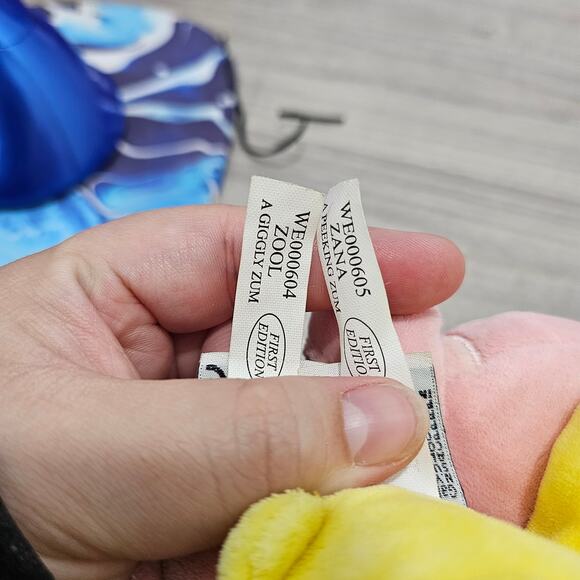 WE000604
ZOOL
A GIGGLY ZUM
FIRST
EDITION
WE000605
ZANA
A PEEKING ZUM
FIRST
EDITION